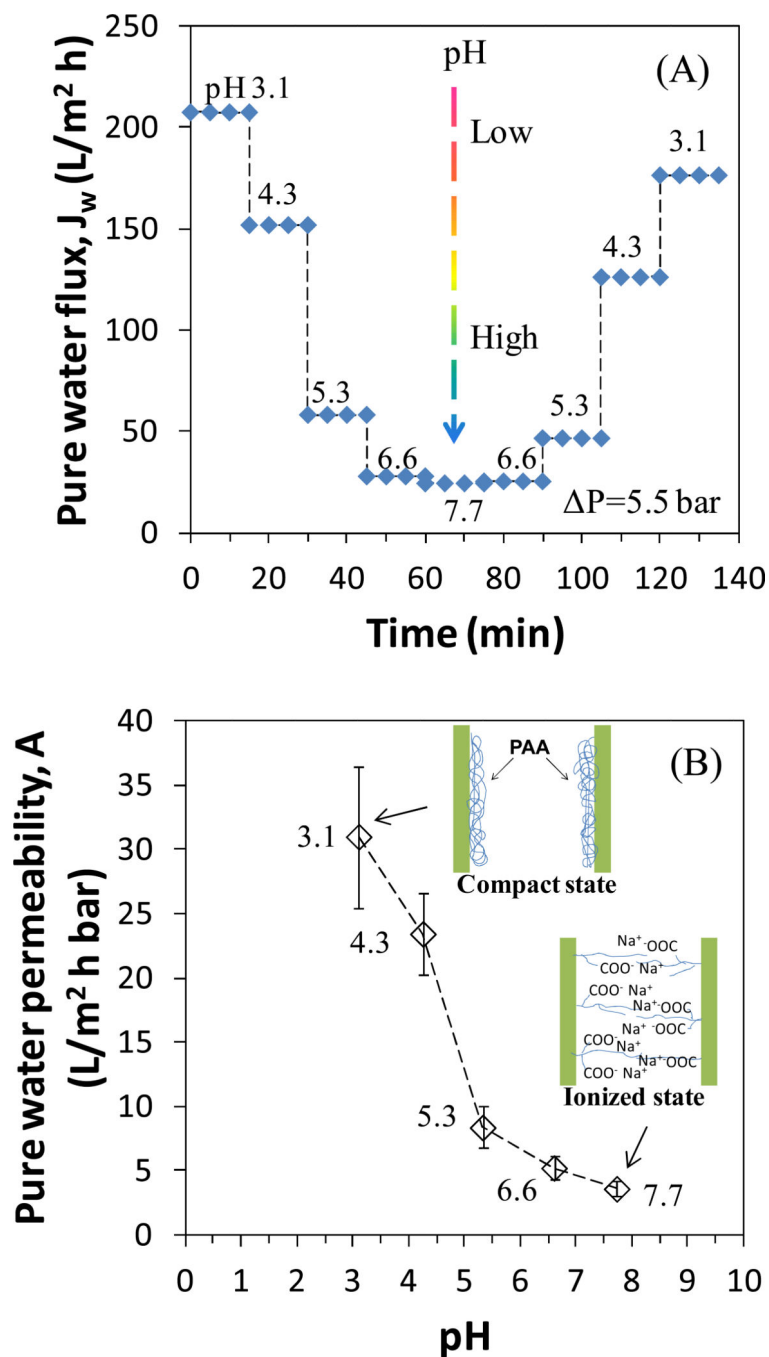 250
200
150
100
50
0
Pure water flux, J_w (L/m² h)
pH 3.1
4.3
5.3
6.6
7.7
6.6
5.3
4.3
3.1
pH
Low
High
(A)
ΔP=5.5 bar
0 20 40 60 80 100 120 140
Time (min)
40
35
30
25
20
15
10
5
0
Pure water permeability, A
(L/m² h bar)
(B)
PAA
Compact state
3.1
4.3
5.3
6.6
7.7
Na⁺ -OOC
COO⁻ Na⁺
COO⁻ Na⁺
Na⁺-OOC
Na⁺ -OOC
COO⁻ Na⁺
Na⁺-OOC
COO⁻ Na⁺
Ionized state
0 1 2 3 4 5 6 7 8 9 10
pH